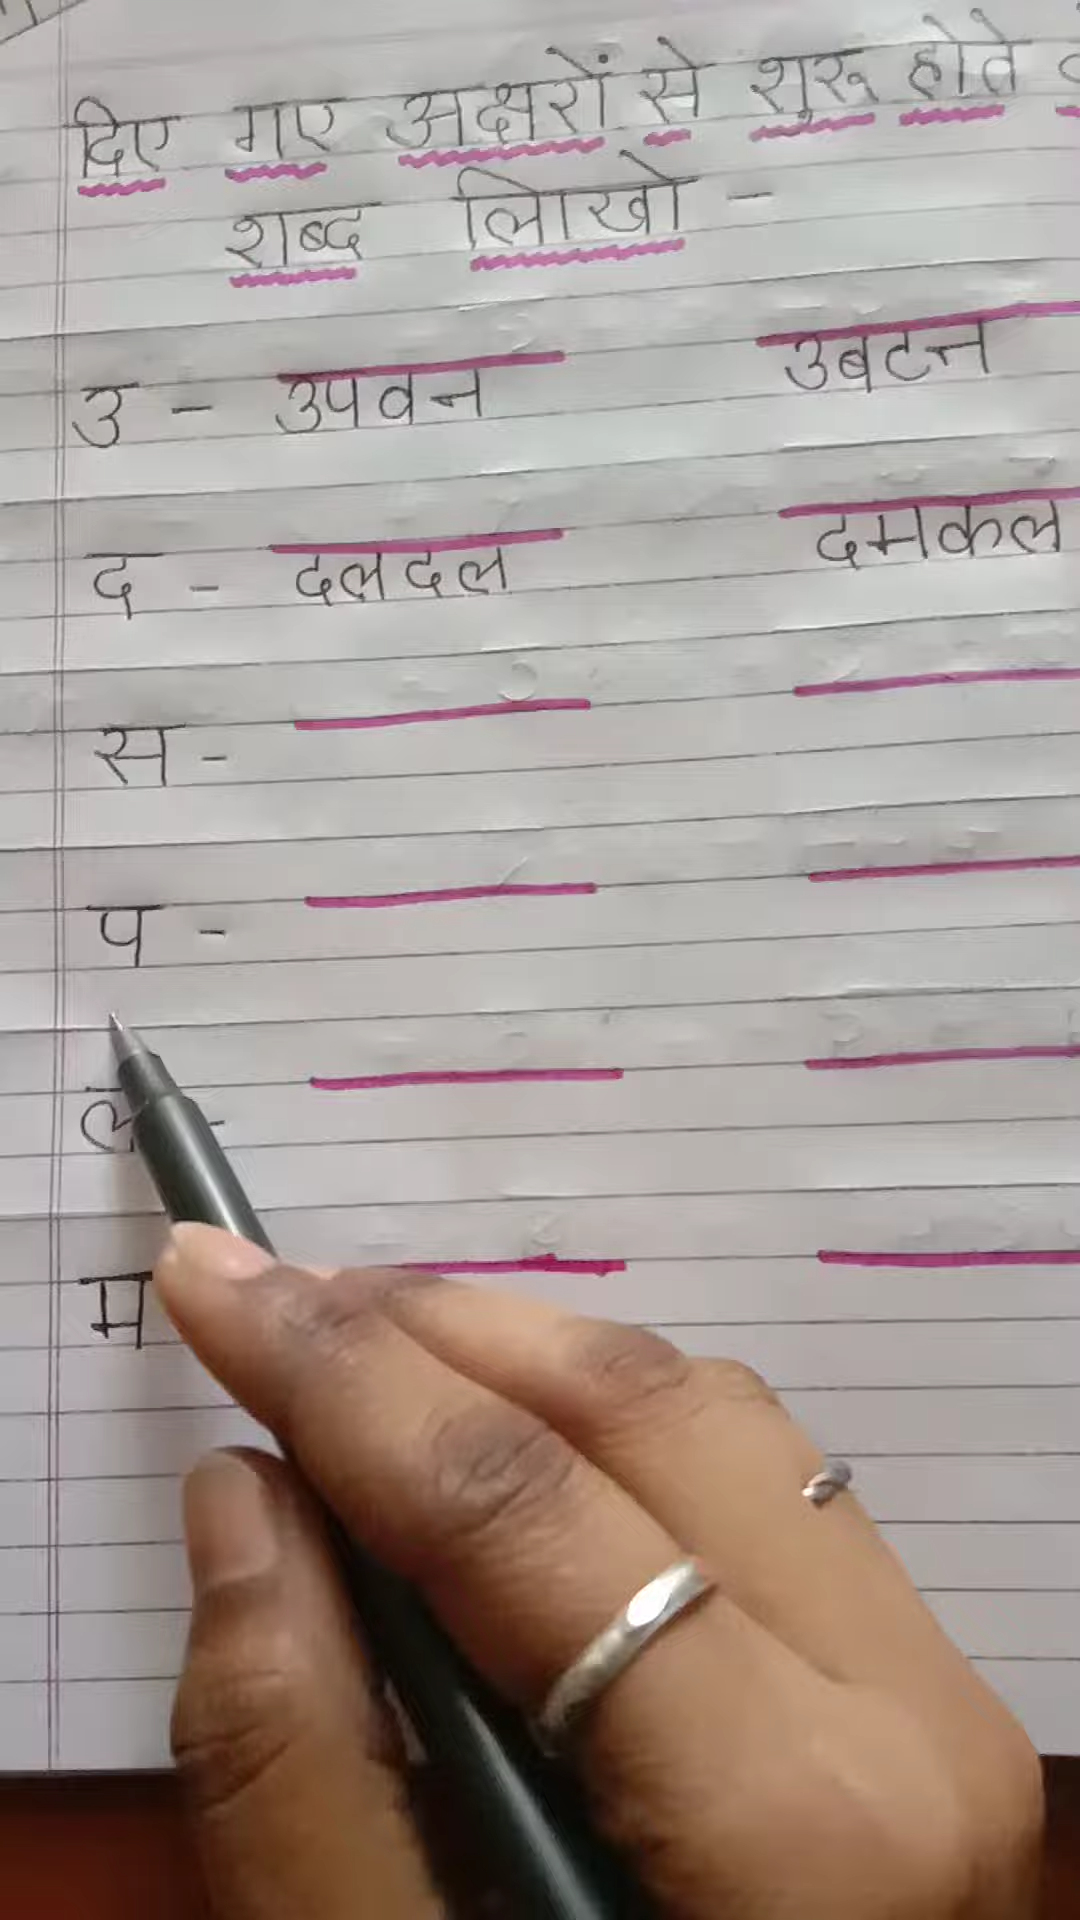 दिए गए अक्षरों से शुरू होते
शब्द लिखो -
उ - उपवन उबटन
द - दलदल दमकल
स -
प -
ल -
म